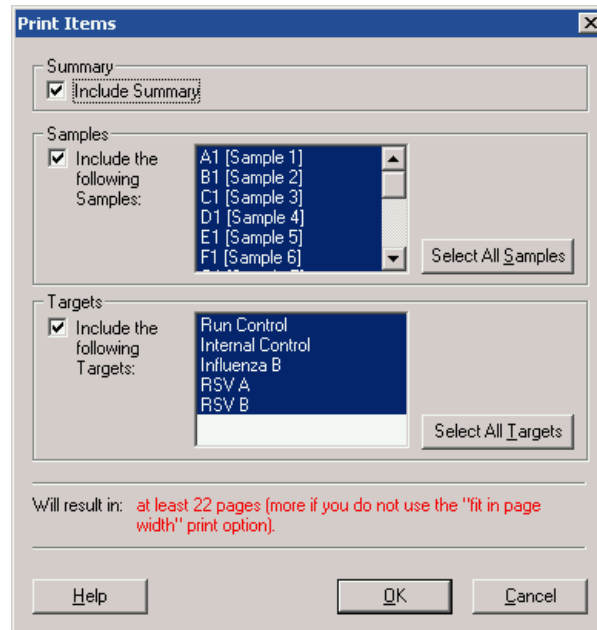 Print Items
Summary
Include Summary
Samples
Include the
following
Samples:
A1 [Sample 1]
B1 [Sample 2]
C1 [Sample 3]
D1 [Sample 4]
E1 [Sample 5]
F1 [Sample 6]
Select All Samples
Targets
Include the
following
Targets:
Run Control
Internal Control
Influenza B
RSV A
RSV B
Select All Targets
Will result in: at least 22 pages (more if you do not use the "fit in page
width" print option).
Help OK Cancel